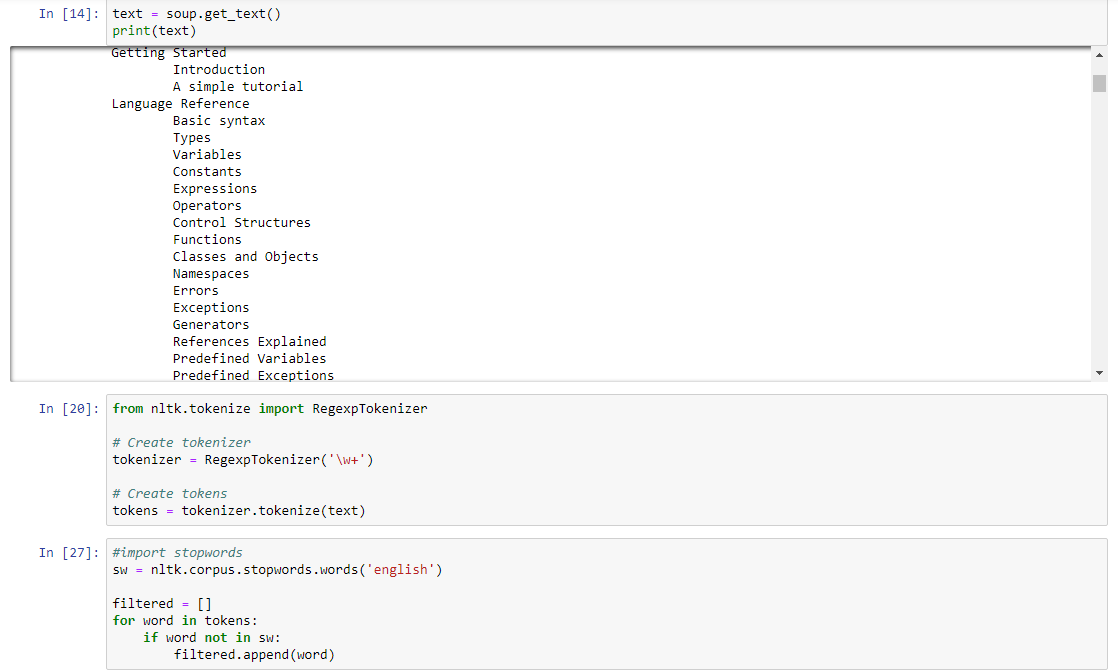 In [14]: text = soup.get_text()
print(text)
Getting Started
Introduction
A simple tutorial
Language Reference
Basic syntax
Types
Variables
Constants
Expressions
Operators
Control Structures
Functions
Classes and Objects
Namespaces
Errors
Exceptions
Generators
References Explained
Predefined Variables
Predefined Exceptions
In [20]: from nltk.tokenize import RegexpTokenizer
# Create tokenizer
tokenizer = RegexpTokenizer('\w+')
# Create tokens
tokens = tokenizer.tokenize(text)
In [27]: #import stopwords
sw = nltk.corpus.stopwords.words('english')
filtered = []
for word in tokens:
if word not in sw:
filtered.append(word)